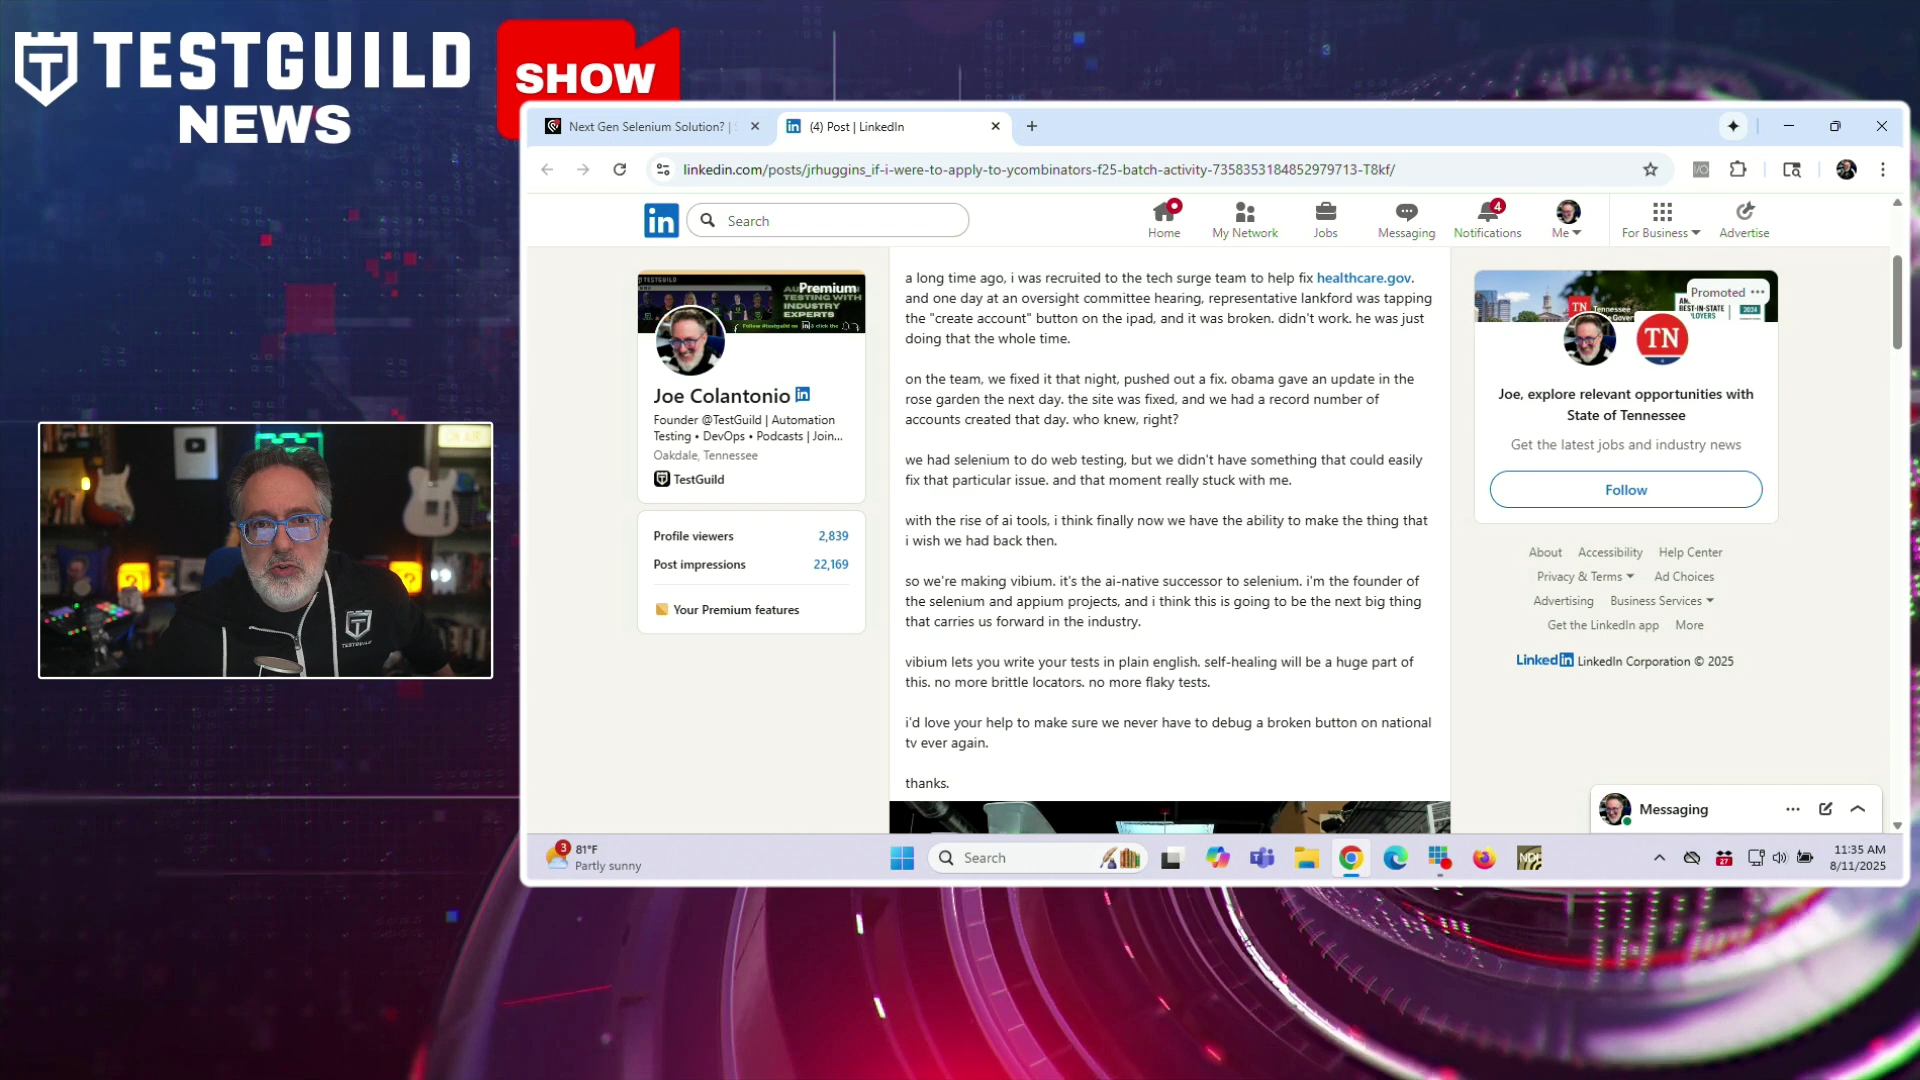 TESTGUILD
NEWS
SHOW
Next Gen Selenium Solution? |
(4) Post | LinkedIn
linkedin.com/posts/jrhuggins_if-i-were-to-apply-to-ycombinators-f25-batch-activity-7358353184852979713-T8kf/
Search
Home
My Network
Jobs
Messaging
4
Notifications
Me
For Business
Advertise
TESTGUILD
Premium
TESTING WITH
INDUSTRY
EXPERTS
Joe Colantonio
Founder @TestGuild | Automation
Testing • DevOps • Podcasts | Join...
Oakdale, Tennessee
TestGuild
Profile viewers 2,839
Post impressions 22,169
Your Premium features
a long time ago, i was recruited to the tech surge team to help fix healthcare.gov.
and one day at an oversight committee hearing, representative lankford was tapping
the "create account" button on the ipad, and it was broken. didn't work. he was just
doing that the whole time.
on the team, we fixed it that night, pushed out a fix. obama gave an update in the
rose garden the next day. the site was fixed, and we had a record number of
accounts created that day. who knew, right?
we had selenium to do web testing, but we didn't have something that could easily
fix that particular issue. and that moment really stuck with me.
with the rise of ai tools, i think finally now we have the ability to make the thing that
i wish we had back then.
so we're making vibium. it's the ai-native successor to selenium. i'm the founder of
the selenium and appium projects, and i think this is going to be the next big thing
that carries us forward in the industry.
vibium lets you write your tests in plain english. self-healing will be a huge part of
this. no more brittle locators. no more flaky tests.
i'd love your help to make sure we never have to debug a broken button on national
tv ever again.
thanks.
Promoted
TN
Joe, explore relevant opportunities with
State of Tennessee
Get the latest jobs and industry news
Follow
About Accessibility Help Center
Privacy & Terms Ad Choices
Advertising Business Services
Get the LinkedIn app More
LinkedIn LinkedIn Corporation © 2025
Messaging
3
81°F
Partly sunny
Search
27
11:35 AM
8/11/2025